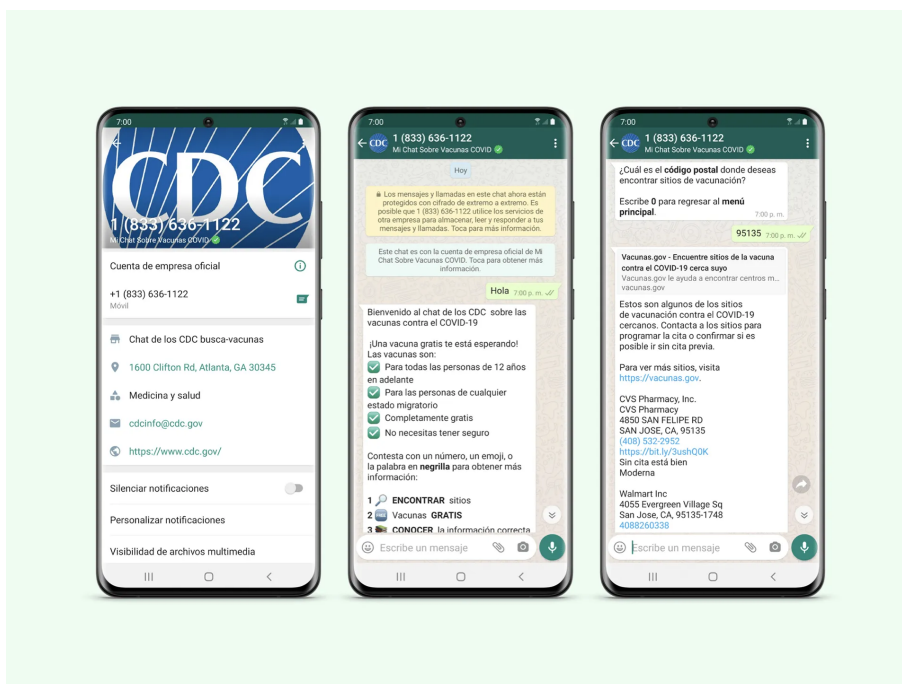 7:00
CDC
1 (833) 636-1122
Mi Chat Sobre Vacunas COVID
Cuenta de empresa oficial
+1 (833) 636-1122
Móvil
Chat de los CDC busca-vacunas
1600 Clifton Rd, Atlanta, GA 30345
Medicina y salud
cdcinfo@cdc.gov
https://www.cdc.gov/
Silenciar notificaciones
Personalizar notificaciones
Visibilidad de archivos multimedia
7:00
CDC
1 (833) 636-1122
Mi Chat Sobre Vacunas COVID
Hoy
Los mensajes y llamadas en este chat ahora están
protegidos con cifrado de extremo a extremo. Es
posible que 1 (833) 636-1122 utilice los servicios de
otra empresa para almacenar, leer y responder a tus
mensajes y llamadas. Toca para más información.
Este chat es con la cuenta de empresa oficial de Mi
Chat Sobre Vacunas COVID. Toca para obtener más
información.
Hola 7:00 p. m.
Bienvenido al chat de los CDC sobre las
vacunas contra el COVID-19
¡Una vacuna gratis te está esperando!
Las vacunas son:
Para todas las personas de 12 años
en adelante
Para las personas de cualquier
estado migratorio
Completamente gratis
No necesitas tener seguro
Contesta con un número, un emoji, o
la palabra en negrilla para obtener más
información:
1 ENCONTRAR sitios
2 Vacunas GRATIS
3 CONOCER la información correcta
Escribe un mensaje
7:00
CDC
1 (833) 636-1122
Mi Chat Sobre Vacunas COVID
¿Cuál es el código postal donde deseas
encontrar sitios de vacunación?
Escribe 0 para regresar al menú
principal. 7:00 p. m.
95135 7:00 p. m.
Vacunas.gov - Encuentre sitios de la vacuna
contra el COVID-19 cerca suyo
Vacunas.gov le ayuda a encontrar centros m...
vacunas.gov
Estos son algunos de los sitios
de vacunación contra el COVID-19
cercanos. Contacta a los sitios para
programar la cita o confirmar si es
posible ir sin cita previa.
Para ver más sitios, visita
https://vacunas.gov.
CVS Pharmacy, Inc.
CVS Pharmacy
4850 SAN FELIPE RD
SAN JOSE, CA, 95135
(408) 532-2952
https://bit.ly/3ushQ0K
Sin cita está bien
Moderna
Walmart Inc
4055 Evergreen Village Sq
San Jose, CA, 95135-1748
4088260338
Escribe un mensaje